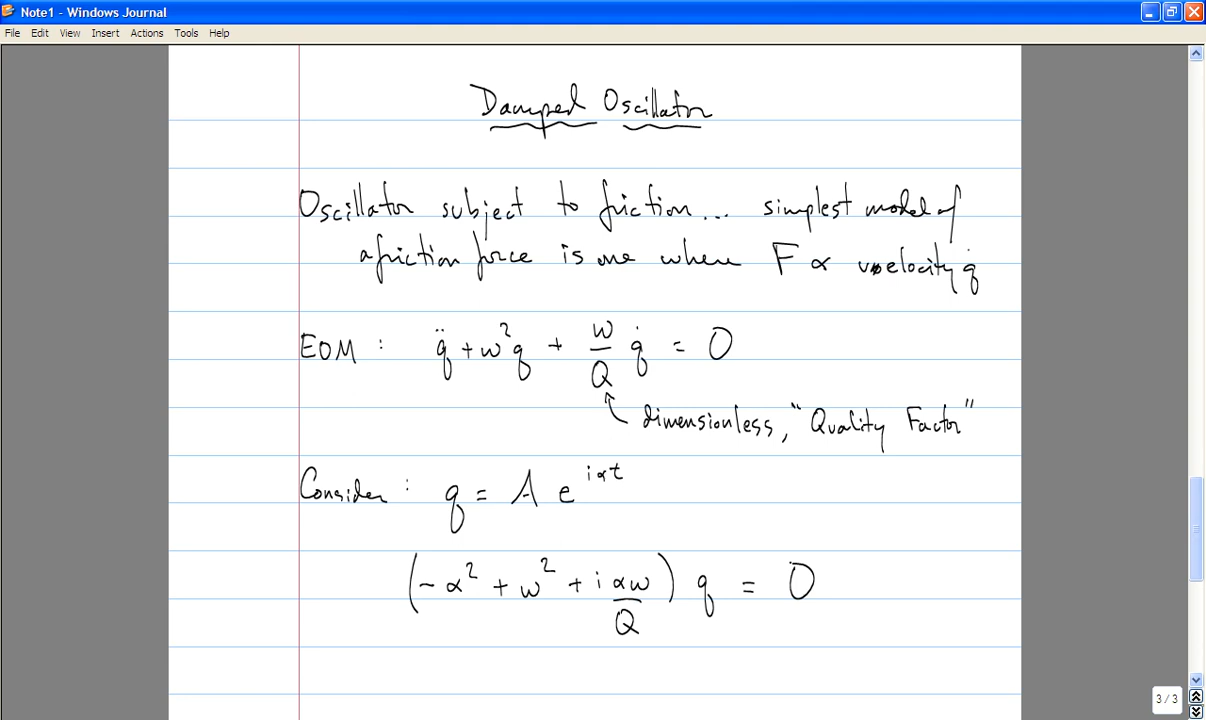 Note1 - Windows Journal
File Edit View Insert Actions Tools Help
Damped Oscillator
Oscillator subject to friction... simplest model of
a friction force is one where F ∝ velocity q̇
EOM : q̈ + ω²q + ω/Q q̇ = 0
dimensionless, "Quality Factor"
Consider : q = A e^{iαt}
(-α² + ω² + i αω/Q) q = 0
3 / 3